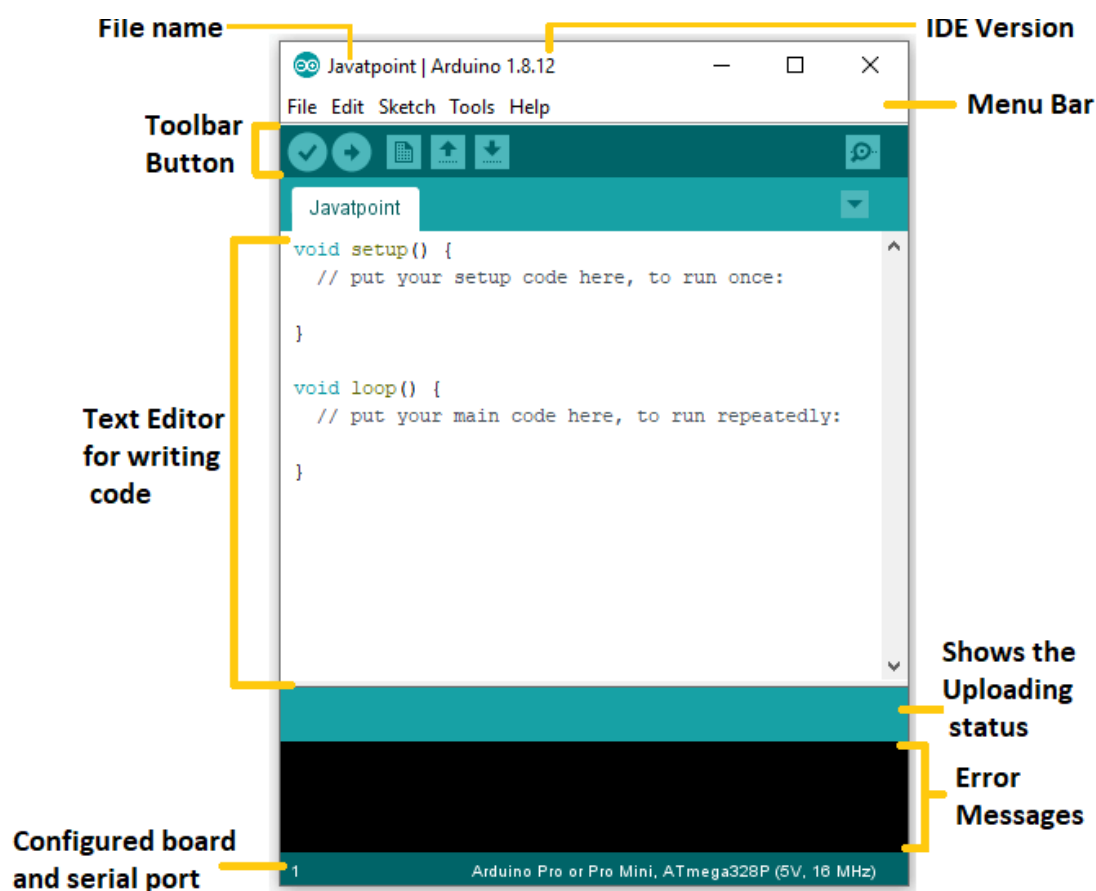 File name
IDE Version
Javatpoint | Arduino 1.8.12
File Edit Sketch Tools Help
Menu Bar
Toolbar
Button
Javatpoint
void setup() {
// put your setup code here, to run once:
}
void loop() {
// put your main code here, to run repeatedly:
}
Text Editor
for writing
code
Shows the
Uploading
status
Error
Messages
Configured board
and serial port
1
Arduino Pro or Pro Mini, ATmega328P (5V, 16 MHz)